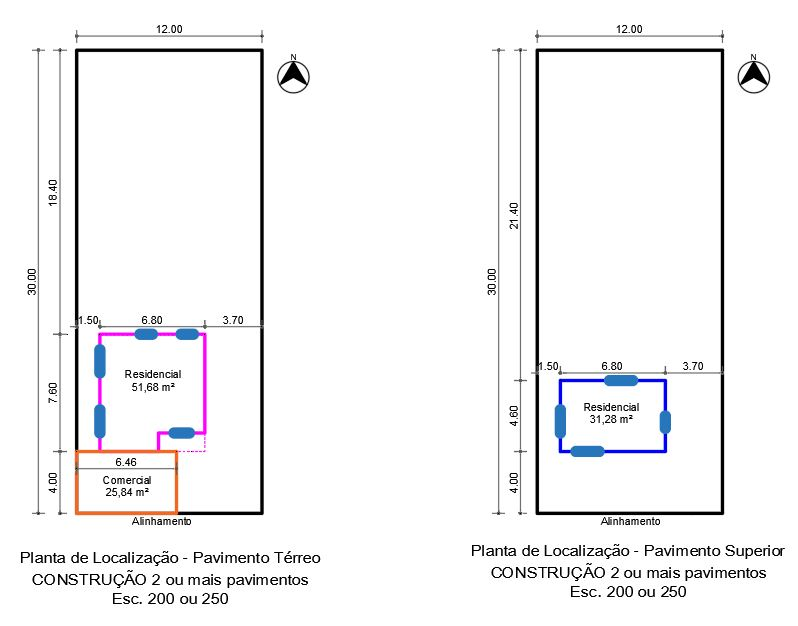 12.00
N
18.40
30.00
1.50
6.80
3.70
Residencial
51,68 m²
7.60
6.46
Comercial
25,84 m²
4.00
Alinhamento
Planta de Localização - Pavimento Térreo
CONSTRUÇÃO 2 ou mais pavimentos
Esc. 200 ou 250
12.00
N
21.40
30.00
1.50
6.80
3.70
Residencial
31,28 m²
4.60
4.00
Alinhamento
Planta de Localização - Pavimento Superior
CONSTRUÇÃO 2 ou mais pavimentos
Esc. 200 ou 250